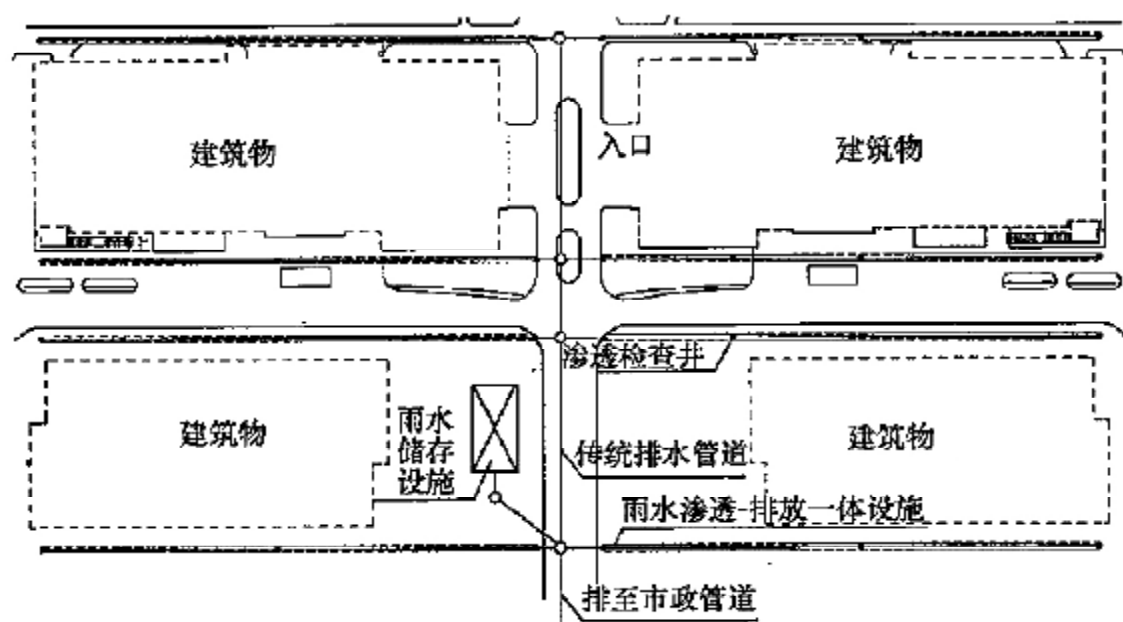 建筑物
入口
建筑物
渗透检查井
建筑物
雨水
储存
设施
传统排水管道
建筑物
雨水渗透-排放一体设施
排至市政管道